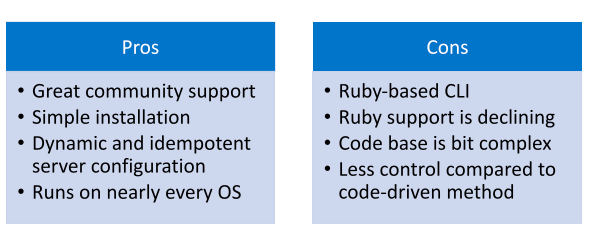 Pros
• Great community support
• Simple installation
• Dynamic and idempotent
server configuration
• Runs on nearly every OS
Cons
• Ruby-based CLI
• Ruby support is declining
• Code base is bit complex
• Less control compared to
code-driven method